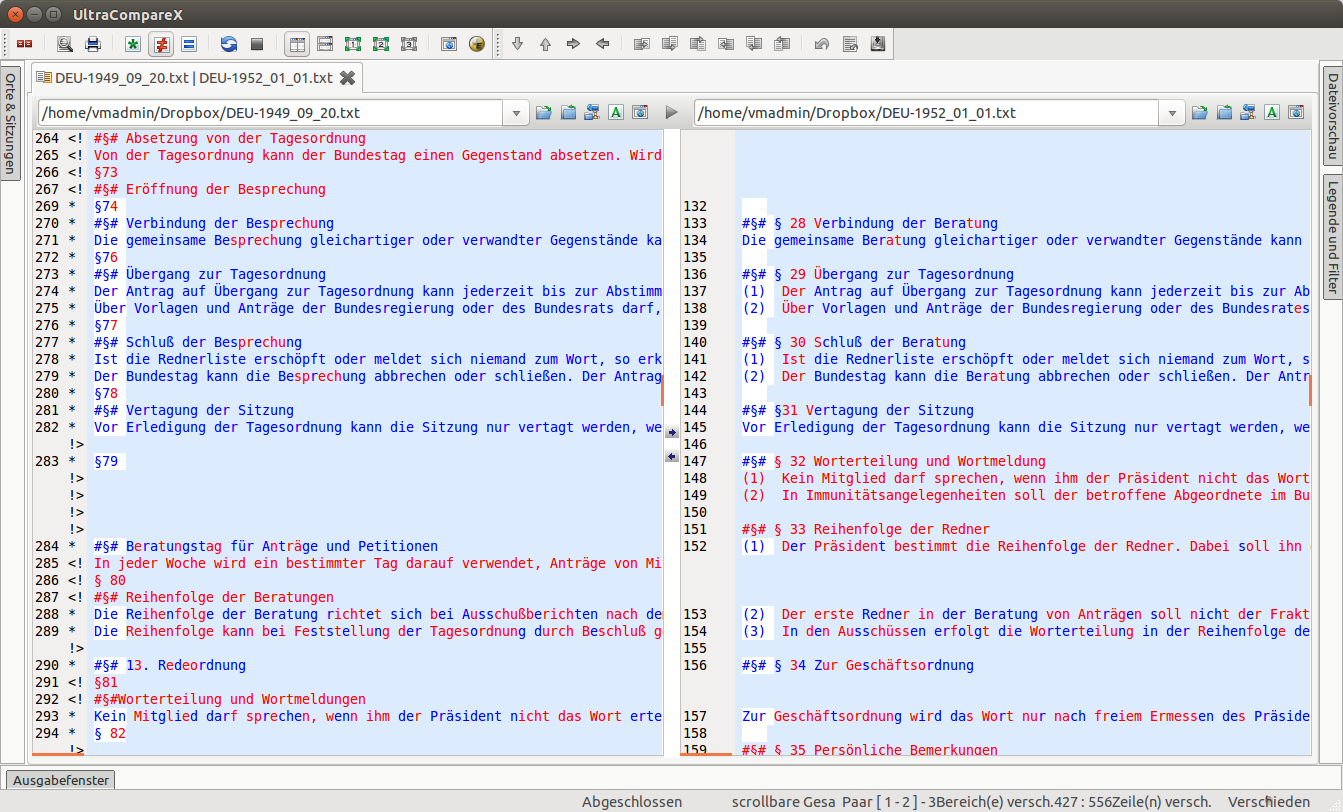 UltraCompareX
DEU-1949_09_20.txt | DEU-1952_01_01.txt
Orte & Sitzungen
/home/vmadmin/Dropbox/DEU-1949_09_20.txt
264 <! #§# Absetzung von der Tagesordnung
265 <! Von der Tagesordnung kann der Bundestag einen Gegenstand absetzen. Wird
266 <! §73
267 <! #§# Eröffnung der Besprechung
269 * §74
270 * #§# Verbindung der Besprechung
271 * Die gemeinsame Besprechung gleichartiger oder verwandter Gegenstände ka
272 * §76
273 * #§# Übergang zur Tagesordnung
274 * Der Antrag auf Übergang zur Tagesordnung kann jederzeit bis zur Abstimm
275 * Über Vorlagen und Anträge der Bundesregierung oder des Bundesrats darf,
276 * §77
277 * #§# Schluß der Besprechung
278 * Ist die Rednerliste erschöpft oder meldet sich niemand zum Wort, so erk
279 * Der Bundestag kann die Besprechung abbrechen oder schließen. Der Antrag
280 * §78
281 * #§# Vertagung der Sitzung
282 * Vor Erledigung der Tagesordnung kann die Sitzung nur vertagt werden, we
!>
283 * §79
!>
!>
!>
!>
284 * #§# Beratungstag für Anträge und Petitionen
285 <! In jeder Woche wird ein bestimmter Tag darauf verwendet, Anträge von Mi
286 <! § 80
287 <! #§# Reihenfolge der Beratungen
288 * Die Reihenfolge der Beratung richtet sich bei Ausschußberichten nach de
289 * Die Reihenfolge kann bei Feststellung der Tagesordnung durch Beschluß g
!>
290 * #§# 13. Redeordnung
291 <! §81
292 <! #§#Worterteilung und Wortmeldungen
293 * Kein Mitglied darf sprechen, wenn ihm der Präsident nicht das Wort erte
294 * § 82
!>
/home/vmadmin/Dropbox/DEU-1952_01_01.txt
132
133 #§# § 28 Verbindung der Beratung
134 Die gemeinsame Beratung gleichartiger oder verwandter Gegenstände kann
135
136 #§# § 29 Übergang zur Tagesordnung
137 (1) Der Antrag auf Übergang zur Tagesordnung kann jederzeit bis zur Ab
138 (2) Über Vorlagen und Anträge der Bundesregierung oder des Bundesrates
139
140 #§# § 30 Schluß der Beratung
141 (1) Ist die Rednerliste erschöpft oder meldet sich niemand zum Wort, s
142 (2) Der Bundestag kann die Beratung abbrechen oder schließen. Der Antr
143
144 #§# §31 Vertagung der Sitzung
145 Vor Erledigung der Tagesordnung kann die Sitzung nur vertagt werden, we
146
147 #§# § 32 Worterteilung und Wortmeldung
148 (1) Kein Mitglied darf sprechen, wenn ihm der Präsident nicht das Wort
149 (2) In Immunitätsangelegenheiten soll der betroffene Abgeordnete im Bu
150
151 #§# § 33 Reihenfolge der Redner
152 (1) Der Präsident bestimmt die Reihenfolge der Redner. Dabei soll ihn
153 (2) Der erste Redner in der Beratung von Anträgen soll nicht der Frakt
154 (3) In den Ausschüssen erfolgt die Worterteilung in der Reihenfolge de
155
156 #§# § 34 Zur Geschäftsordnung
157 Zur Geschäftsordnung wird das Wort nur nach freiem Ermessen des Präside
158
159 #§# § 35 Persönliche Bemerkungen
Dateivorschau
Legende und Filter
Ausgabefenster
Abgeschlossen scrollbare Gesa Paar [ 1 - 2 ] - 3Bereich(e) versch.427 : 556Zeile(n) versch. Verschieden